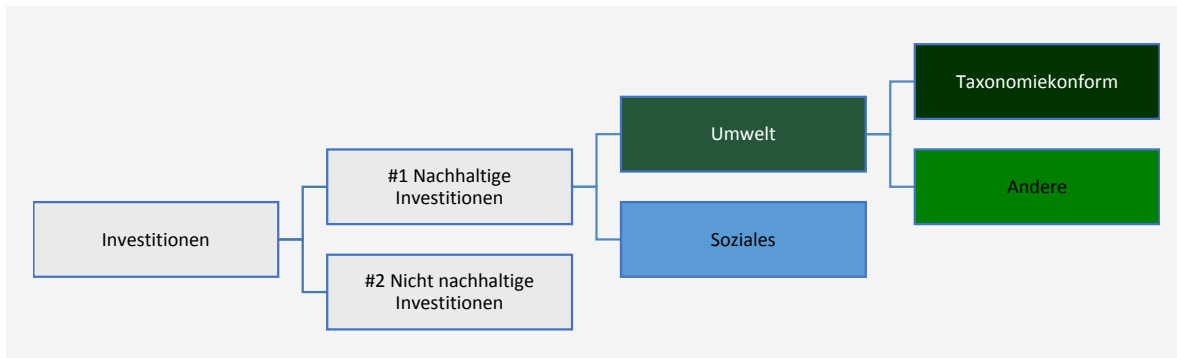 Investitionen
#1 Nachhaltige
Investitionen
#2 Nicht nachhaltige
Investitionen
Umwelt
Soziales
Taxonomiekonform
Andere